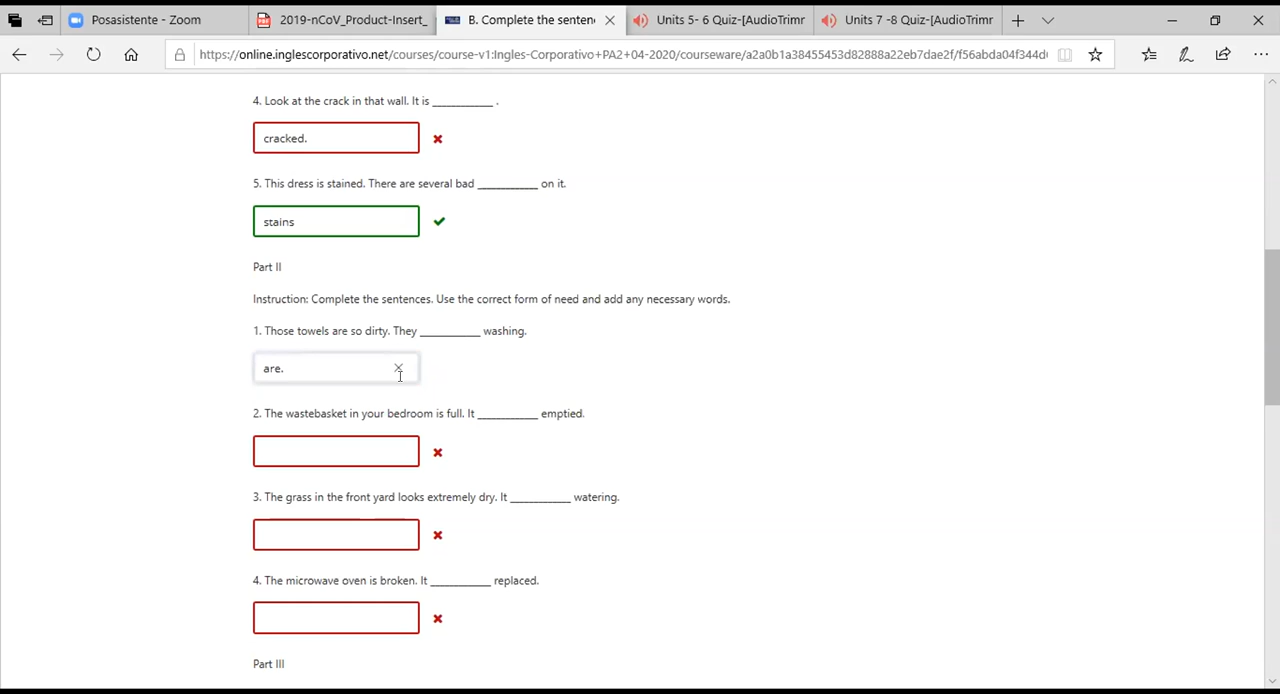 Posasistente - Zoom
2019-nCoV_Product-Insert_
B. Complete the senten
Units 5- 6 Quiz-[AudioTrimr
Units 7 -8 Quiz-[AudioTrimr
https://online.inglescorporativo.net/courses/course-v1:Ingles-Corporativo+PA2+04-2020/courseware/a2a0b1a38455453d82888a22eb7dae2f/f56abda04f344d
4. Look at the crack in that wall. It is ___________ .
cracked.
5. This dress is stained. There are several bad ___________ on it.
stains
Part II
Instruction: Complete the sentences. Use the correct form of need and add any necessary words.
1. Those towels are so dirty. They ___________ washing.
are.
2. The wastebasket in your bedroom is full. It ___________ emptied.
3. The grass in the front yard looks extremely dry. It ___________ watering.
4. The microwave oven is broken. It ___________ replaced.
Part III